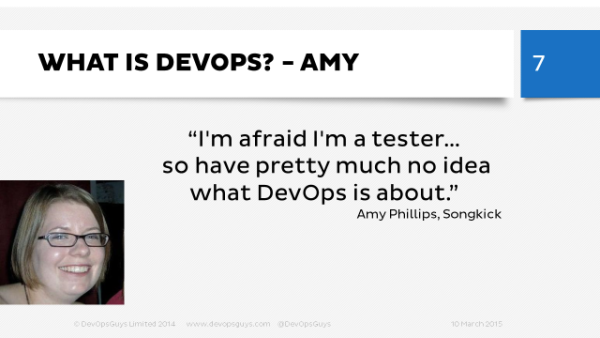 WHAT IS DEVOPS? – AMY
7
“I'm afraid I'm a tester...
so have pretty much no idea
what DevOps is about.”
Amy Phillips, Songkick
© DevOpsGuys Limited 2014 www.devopsguys.com @DevOpsGuys 10 March 2015